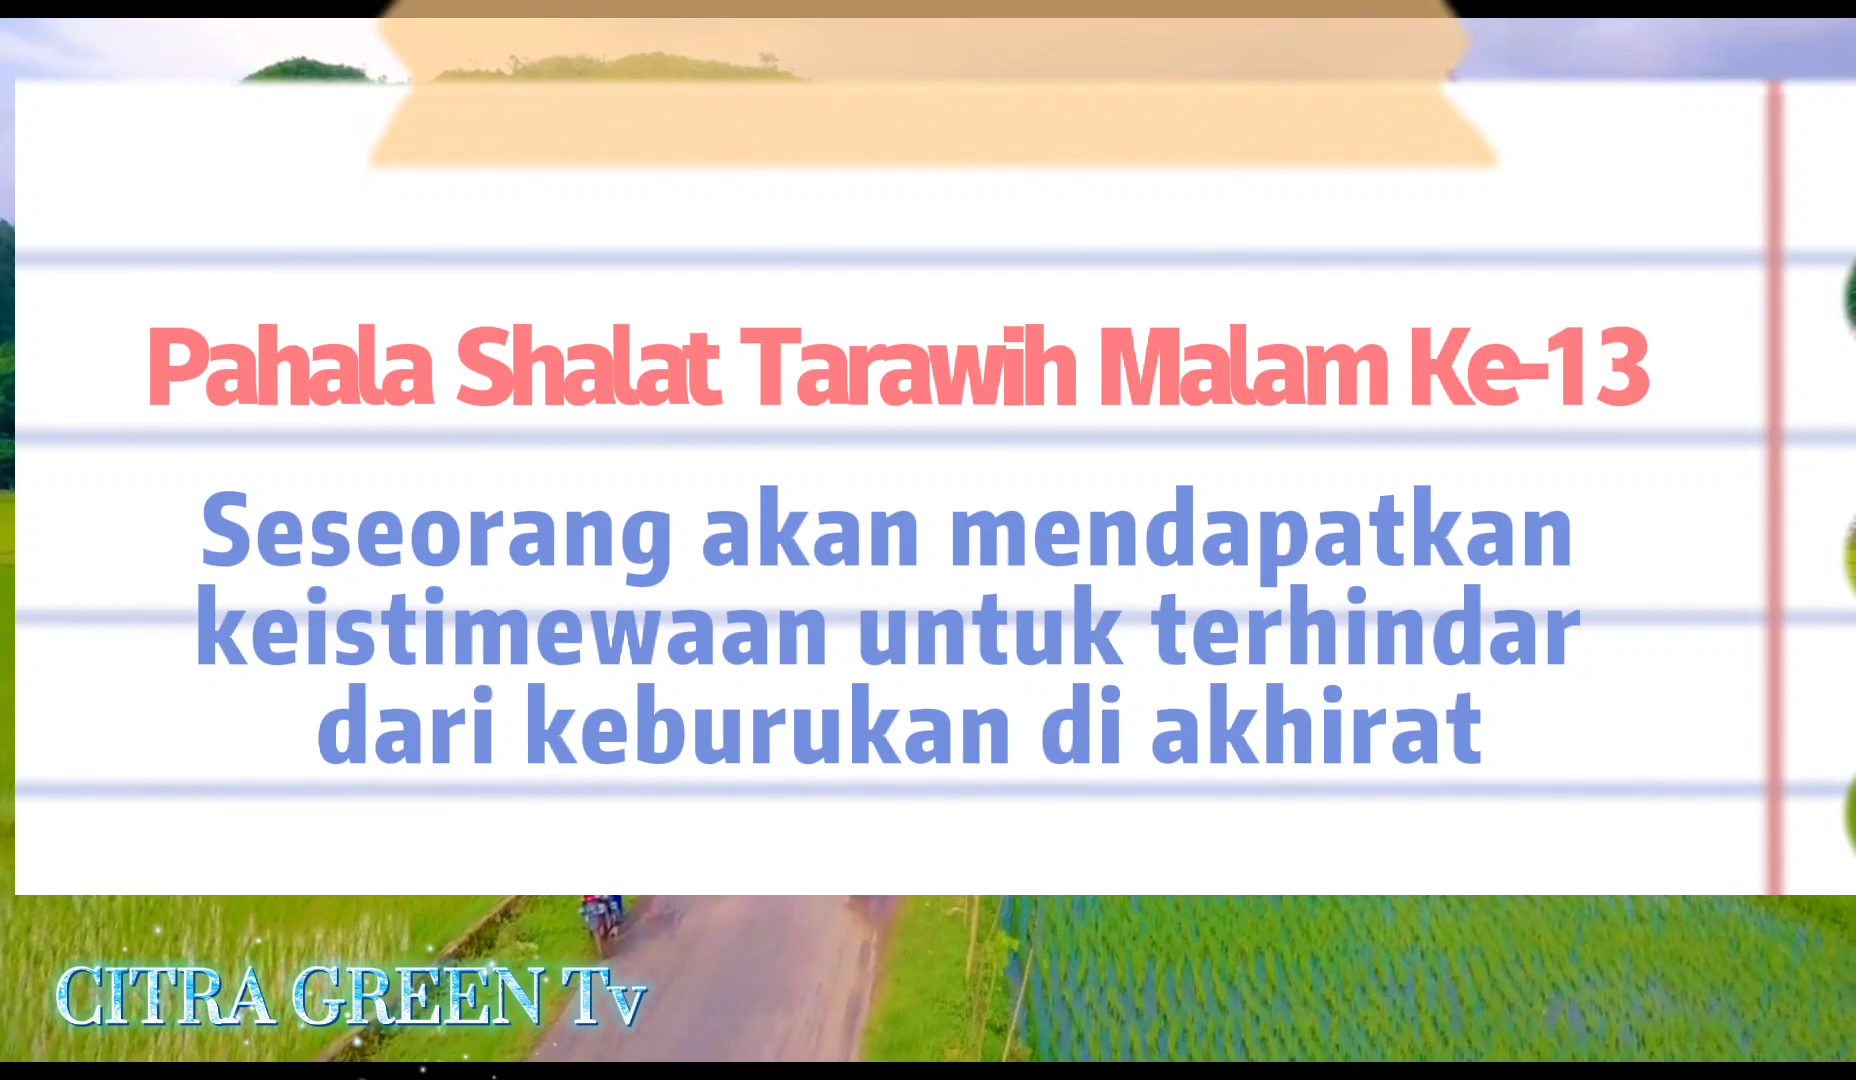 Pahala Shalat Tarawih Malam Ke-13
Seseorang akan mendapatkan
keistimewaan untuk terhindar
dari keburukan di akhirat
CITRA GREEN Tv